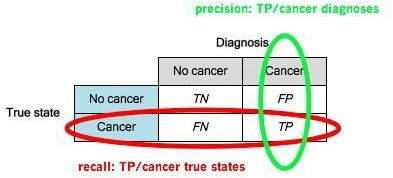 precision: TP/cancer diagnoses
Diagnosis
No cancer Cancer
No cancer TN FP
True state
Cancer FN TP
recall: TP/cancer true states